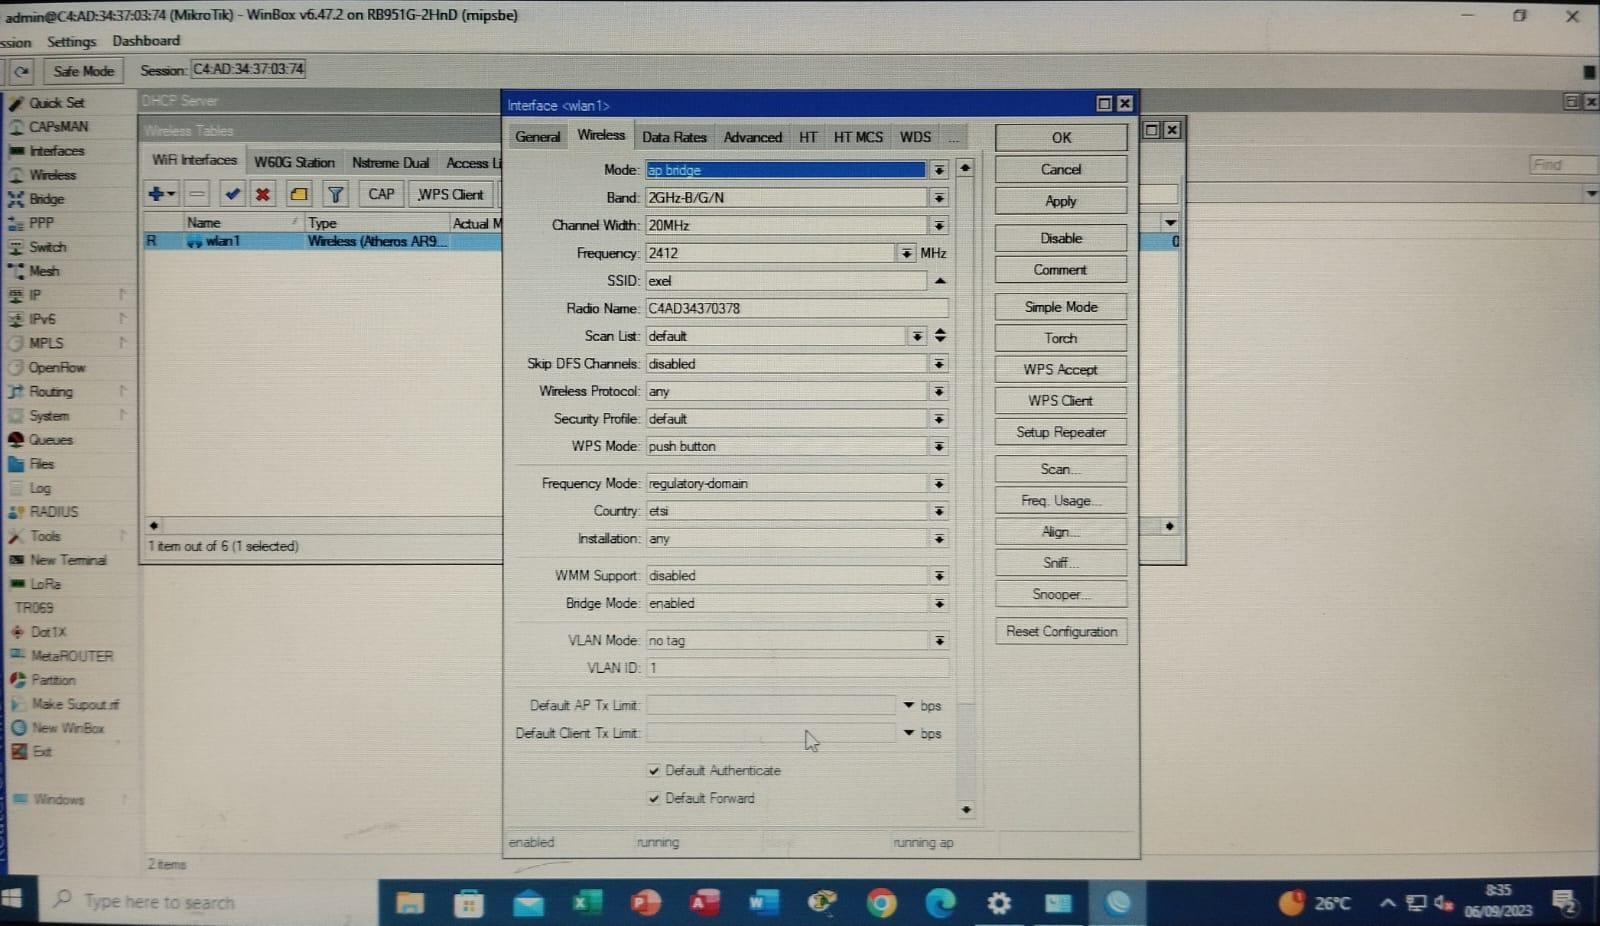 admin@C4:AD:34:37:03:74 (MikroTik) - WinBox v6.47.2 on RB951G-2HnD (mipsbe)
ssion Settings Dashboard
Safe Mode Session: C4:AD:34:37:03:74
Quick Set
CAPsMAN
Interfaces
Wireless
Bridge
PPP
Switch
Mesh
IP
IPv6
MPLS
OpenFlow
Routing
System
Queues
Files
Log
RADIUS
Tools
New Terminal
LoRa
TR069
Dot1X
MetaROUTER
Partition
Make Supout.rif
New WinBox
Exit
Windows
DHCP Server
Wireless Tables
WiFi Interfaces W60G Station Nstreme Dual Access Li
CAP WPS Client
Name Type Actual M
R wlan1 Wireless (Atheros AR9... 0
1 item out of 6 (1 selected)
2 items
Find
Interface <wlan1>
General Wireless Data Rates Advanced HT HT MCS WDS ...
Mode: ap bridge
Band: 2GHz-B/G/N
Channel Width: 20MHz
Frequency: 2412 MHz
SSID: exel
Radio Name: C4AD34370378
Scan List: default
Skip DFS Channels: disabled
Wireless Protocol: any
Security Profile: default
WPS Mode: push button
Frequency Mode: regulatory-domain
Country: etsi
Installation: any
WMM Support: disabled
Bridge Mode: enabled
VLAN Mode: no tag
VLAN ID: 1
Default AP Tx Limit: bps
Default Client Tx Limit: bps
Default Authenticate
Default Forward
enabled running running ap
OK
Cancel
Apply
Disable
Comment
Simple Mode
Torch
WPS Accept
WPS Client
Setup Repeater
Scan...
Freq. Usage...
Align...
Sniff...
Snooper...
Reset Configuration
Type here to search
26°C
8:35
06/09/2023
2